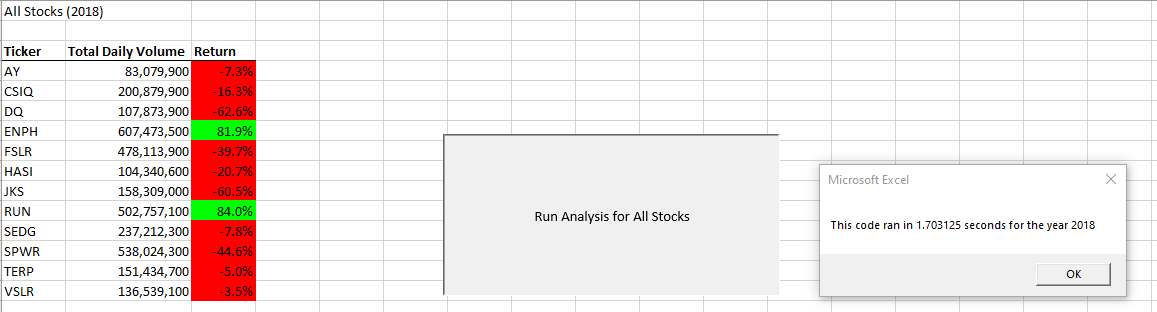 All Stocks (2018)
Ticker Total Daily Volume Return
AY 83,079,900 -7.3%
CSIQ 200,879,900 -16.3%
DQ 107,873,900 -62.6%
ENPH 607,473,500 81.9%
FSLR 478,113,900 -39.7%
HASI 104,340,600 -20.7%
JKS 158,309,000 -60.5%
RUN 502,757,100 84.0%
SEDG 237,212,300 -7.8%
SPWR 538,024,300 -44.6%
TERP 151,434,700 -5.0%
VSLR 136,539,100 -3.5%
Run Analysis for All Stocks
Microsoft Excel
This code ran in 1.703125 seconds for the year 2018
OK